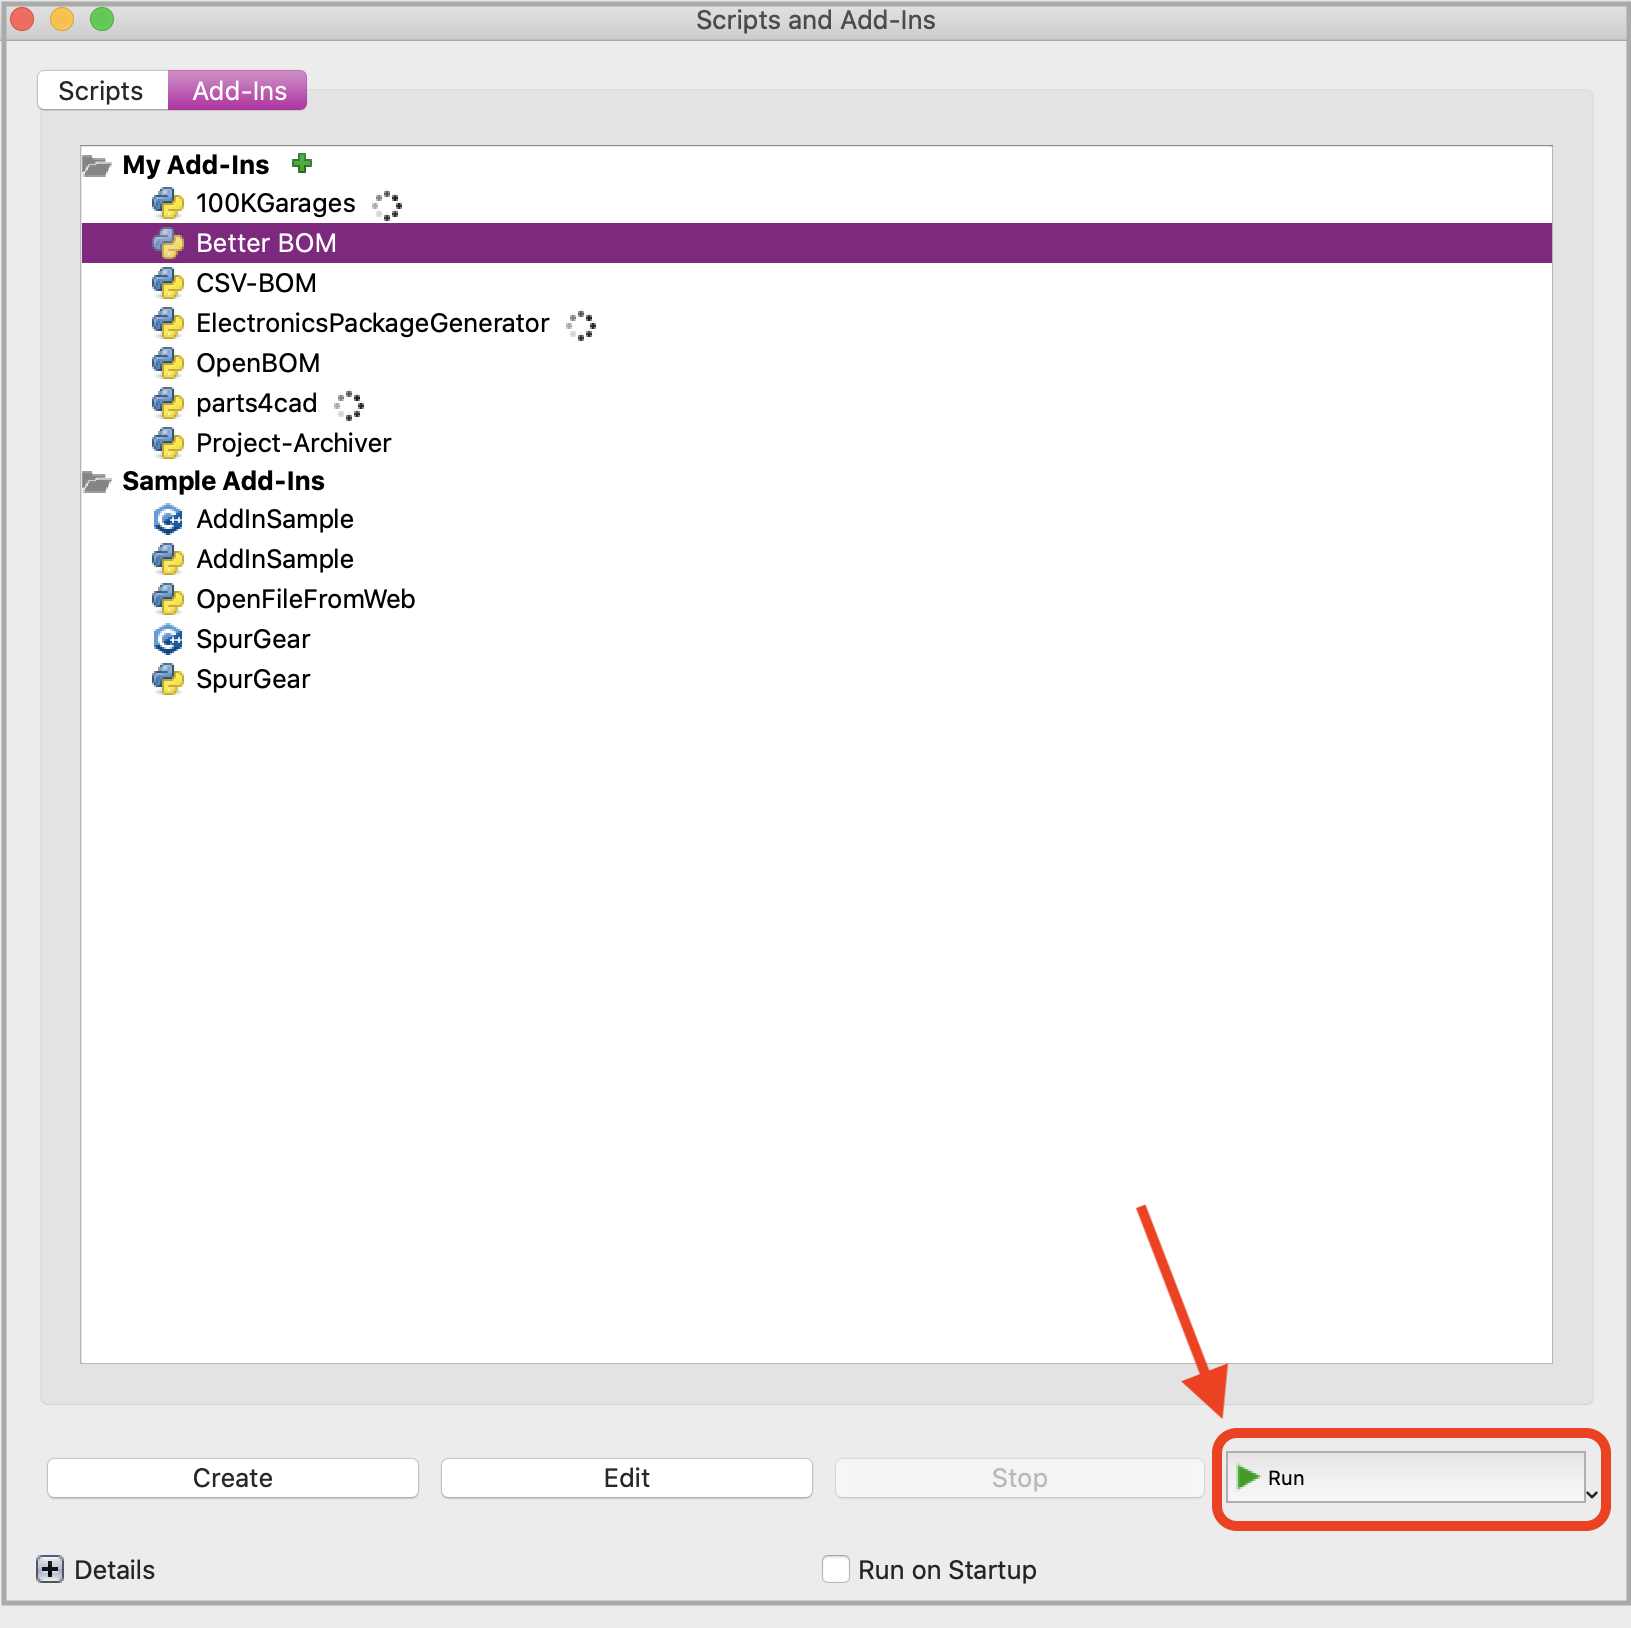 Scripts and Add-Ins
Scripts Add-Ins
My Add-Ins
100KGarages
Better BOM
CSV-BOM
ElectronicsPackageGenerator
OpenBOM
parts4cad
Project-Archiver
Sample Add-Ins
AddInSample
AddInSample
OpenFileFromWeb
SpurGear
SpurGear
Create Edit Stop Run
Details Run on Startup